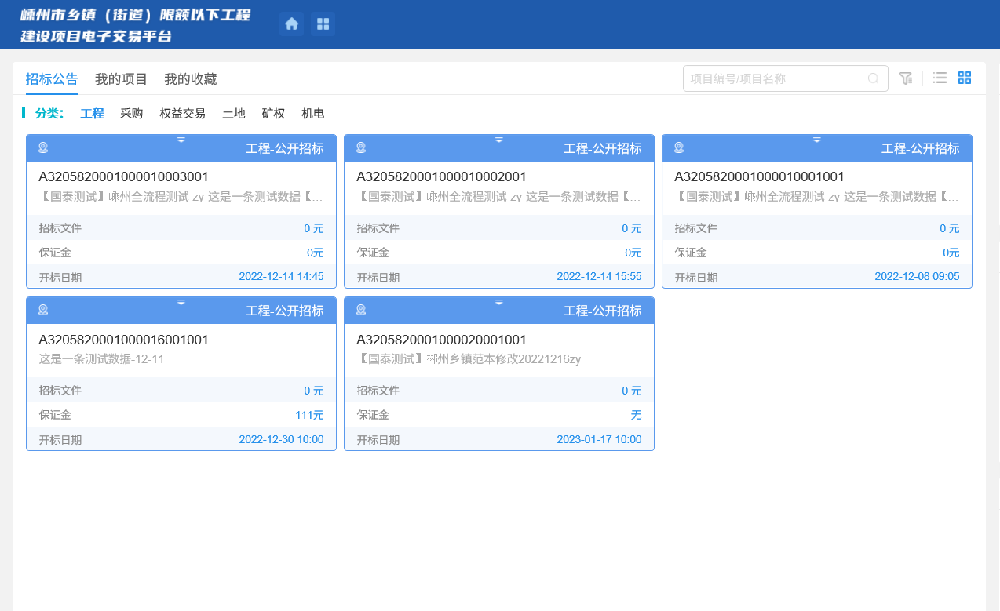 嵊州市乡镇（街道）限额以下工程
建设项目电子交易平台
招标公告 我的项目 我的收藏 项目编号/项目名称
分类： 工程 采购 权益交易 土地 矿权 机电
工程-公开招标 工程-公开招标 工程-公开招标
A3205820001000010003001 A3205820001000010002001 A3205820001000010001001
【国泰测试】嵊州全流程测试-zy-这是一条测试数据【... 【国泰测试】嵊州全流程测试-zy-这是一条测试数据【... 【国泰测试】嵊州全流程测试-zy-这是一条测试数据【...
招标文件 0 元 招标文件 0 元 招标文件 0 元
保证金 0元 保证金 0元 保证金 0元
开标日期 2022-12-14 14:45 开标日期 2022-12-14 15:55 开标日期 2022-12-08 09:05
工程-公开招标 工程-公开招标
A3205820001000016001001 A3205820001000020001001
这是一条测试数据-12-11 【国泰测试】郴州乡镇范本修改20221216zy
招标文件 0 元 招标文件 0 元
保证金 111元 保证金 无
开标日期 2022-12-30 10:00 开标日期 2023-01-17 10:00